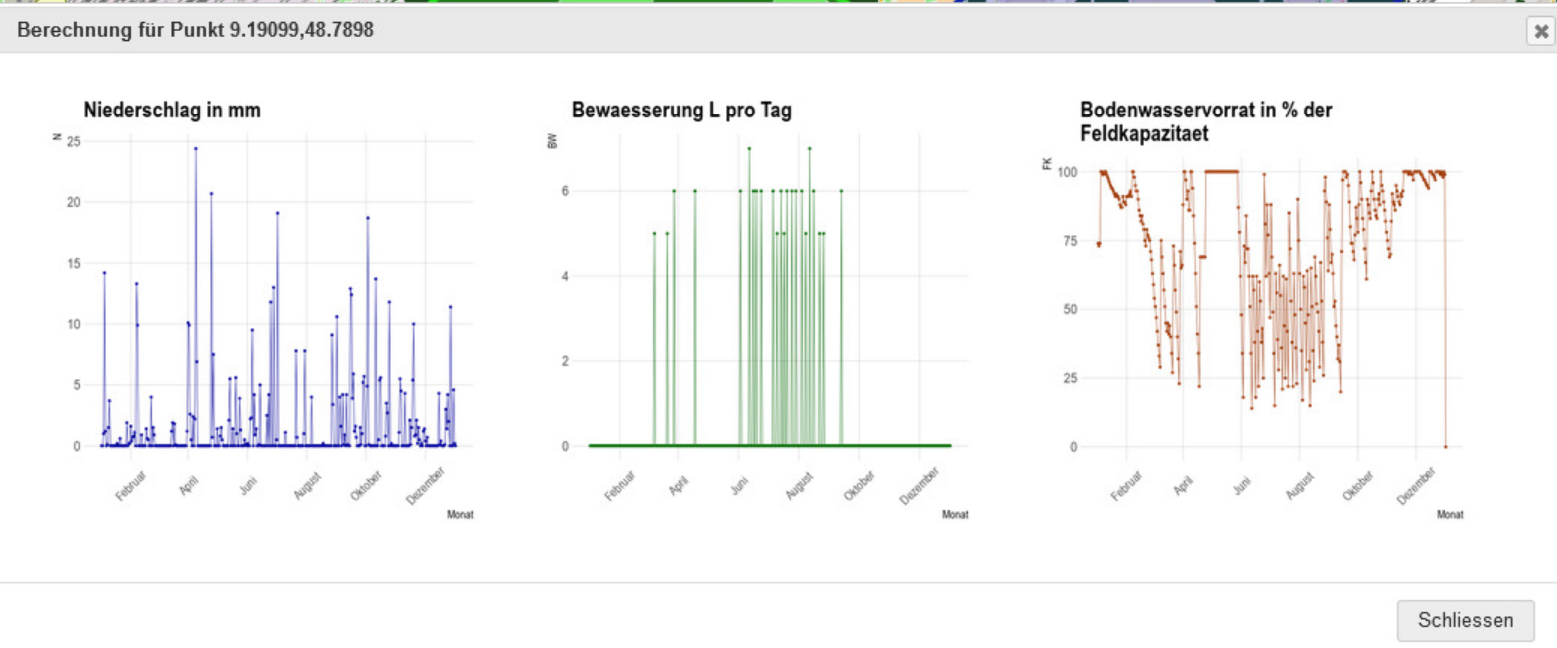 Berechnung für Punkt 9.19099,48.7898
Niederschlag in mm
N
25
20
15
10
5
0
Februar
April
Juni
August
Oktober
Dezember
Monat
Bewaesserung L pro Tag
BW
6
4
2
0
Februar
April
Juni
August
Oktober
Dezember
Monat
Bodenwasservorrat in % der
Feldkapazitaet
FK
100
75
50
25
0
Februar
April
Juni
August
Oktober
Dezember
Monat
Schliessen